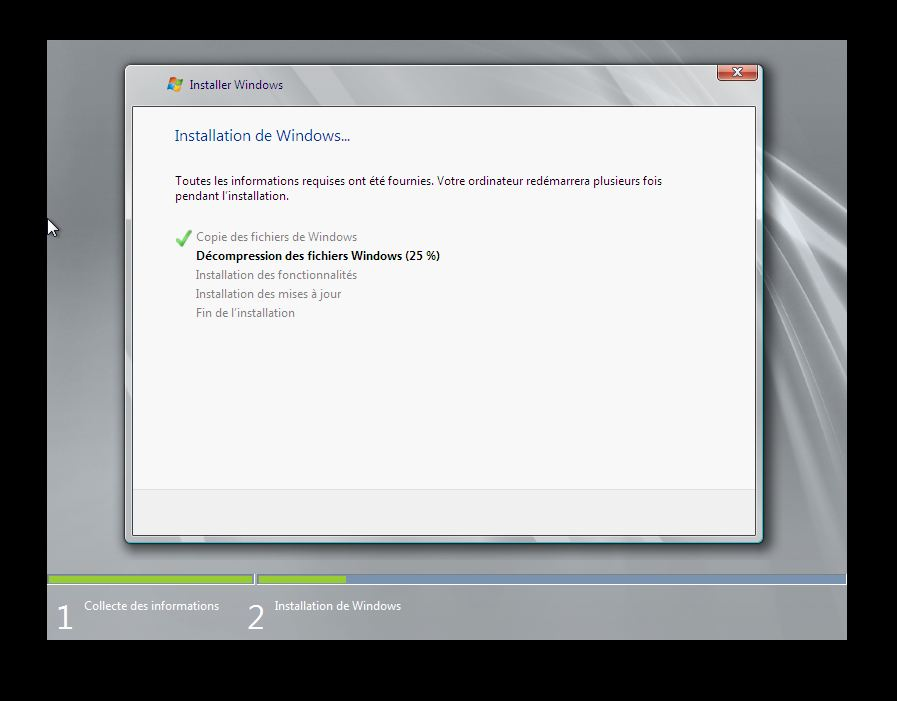 Installer Windows
Installation de Windows...
Toutes les informations requises ont été fournies. Votre ordinateur redémarrera plusieurs fois
pendant l'installation.
Copie des fichiers de Windows
Décompression des fichiers Windows (25 %)
Installation des fonctionnalités
Installation des mises à jour
Fin de l'installation
1 Collecte des informations 2 Installation de Windows